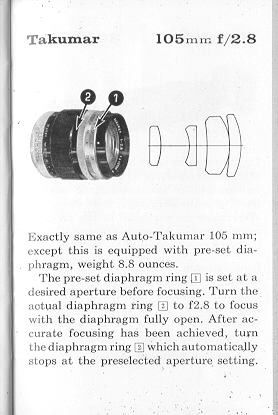 Takumar 105mm f/2.8
2 1
Exactly same as Auto-Takumar 105 mm;
except this is equipped with pre-set dia-
phragm, weight 8.8 ounces.
The pre-set diaphragm ring 1 is set at a
desired aperture before focusing. Turn the
actual diaphragm ring 2 to f2.8 to focus
with the diaphragm fully open. After ac-
curate focusing has been achieved, turn
the diaphragm ring 2 which automatically
stops at the preselected aperture setting.